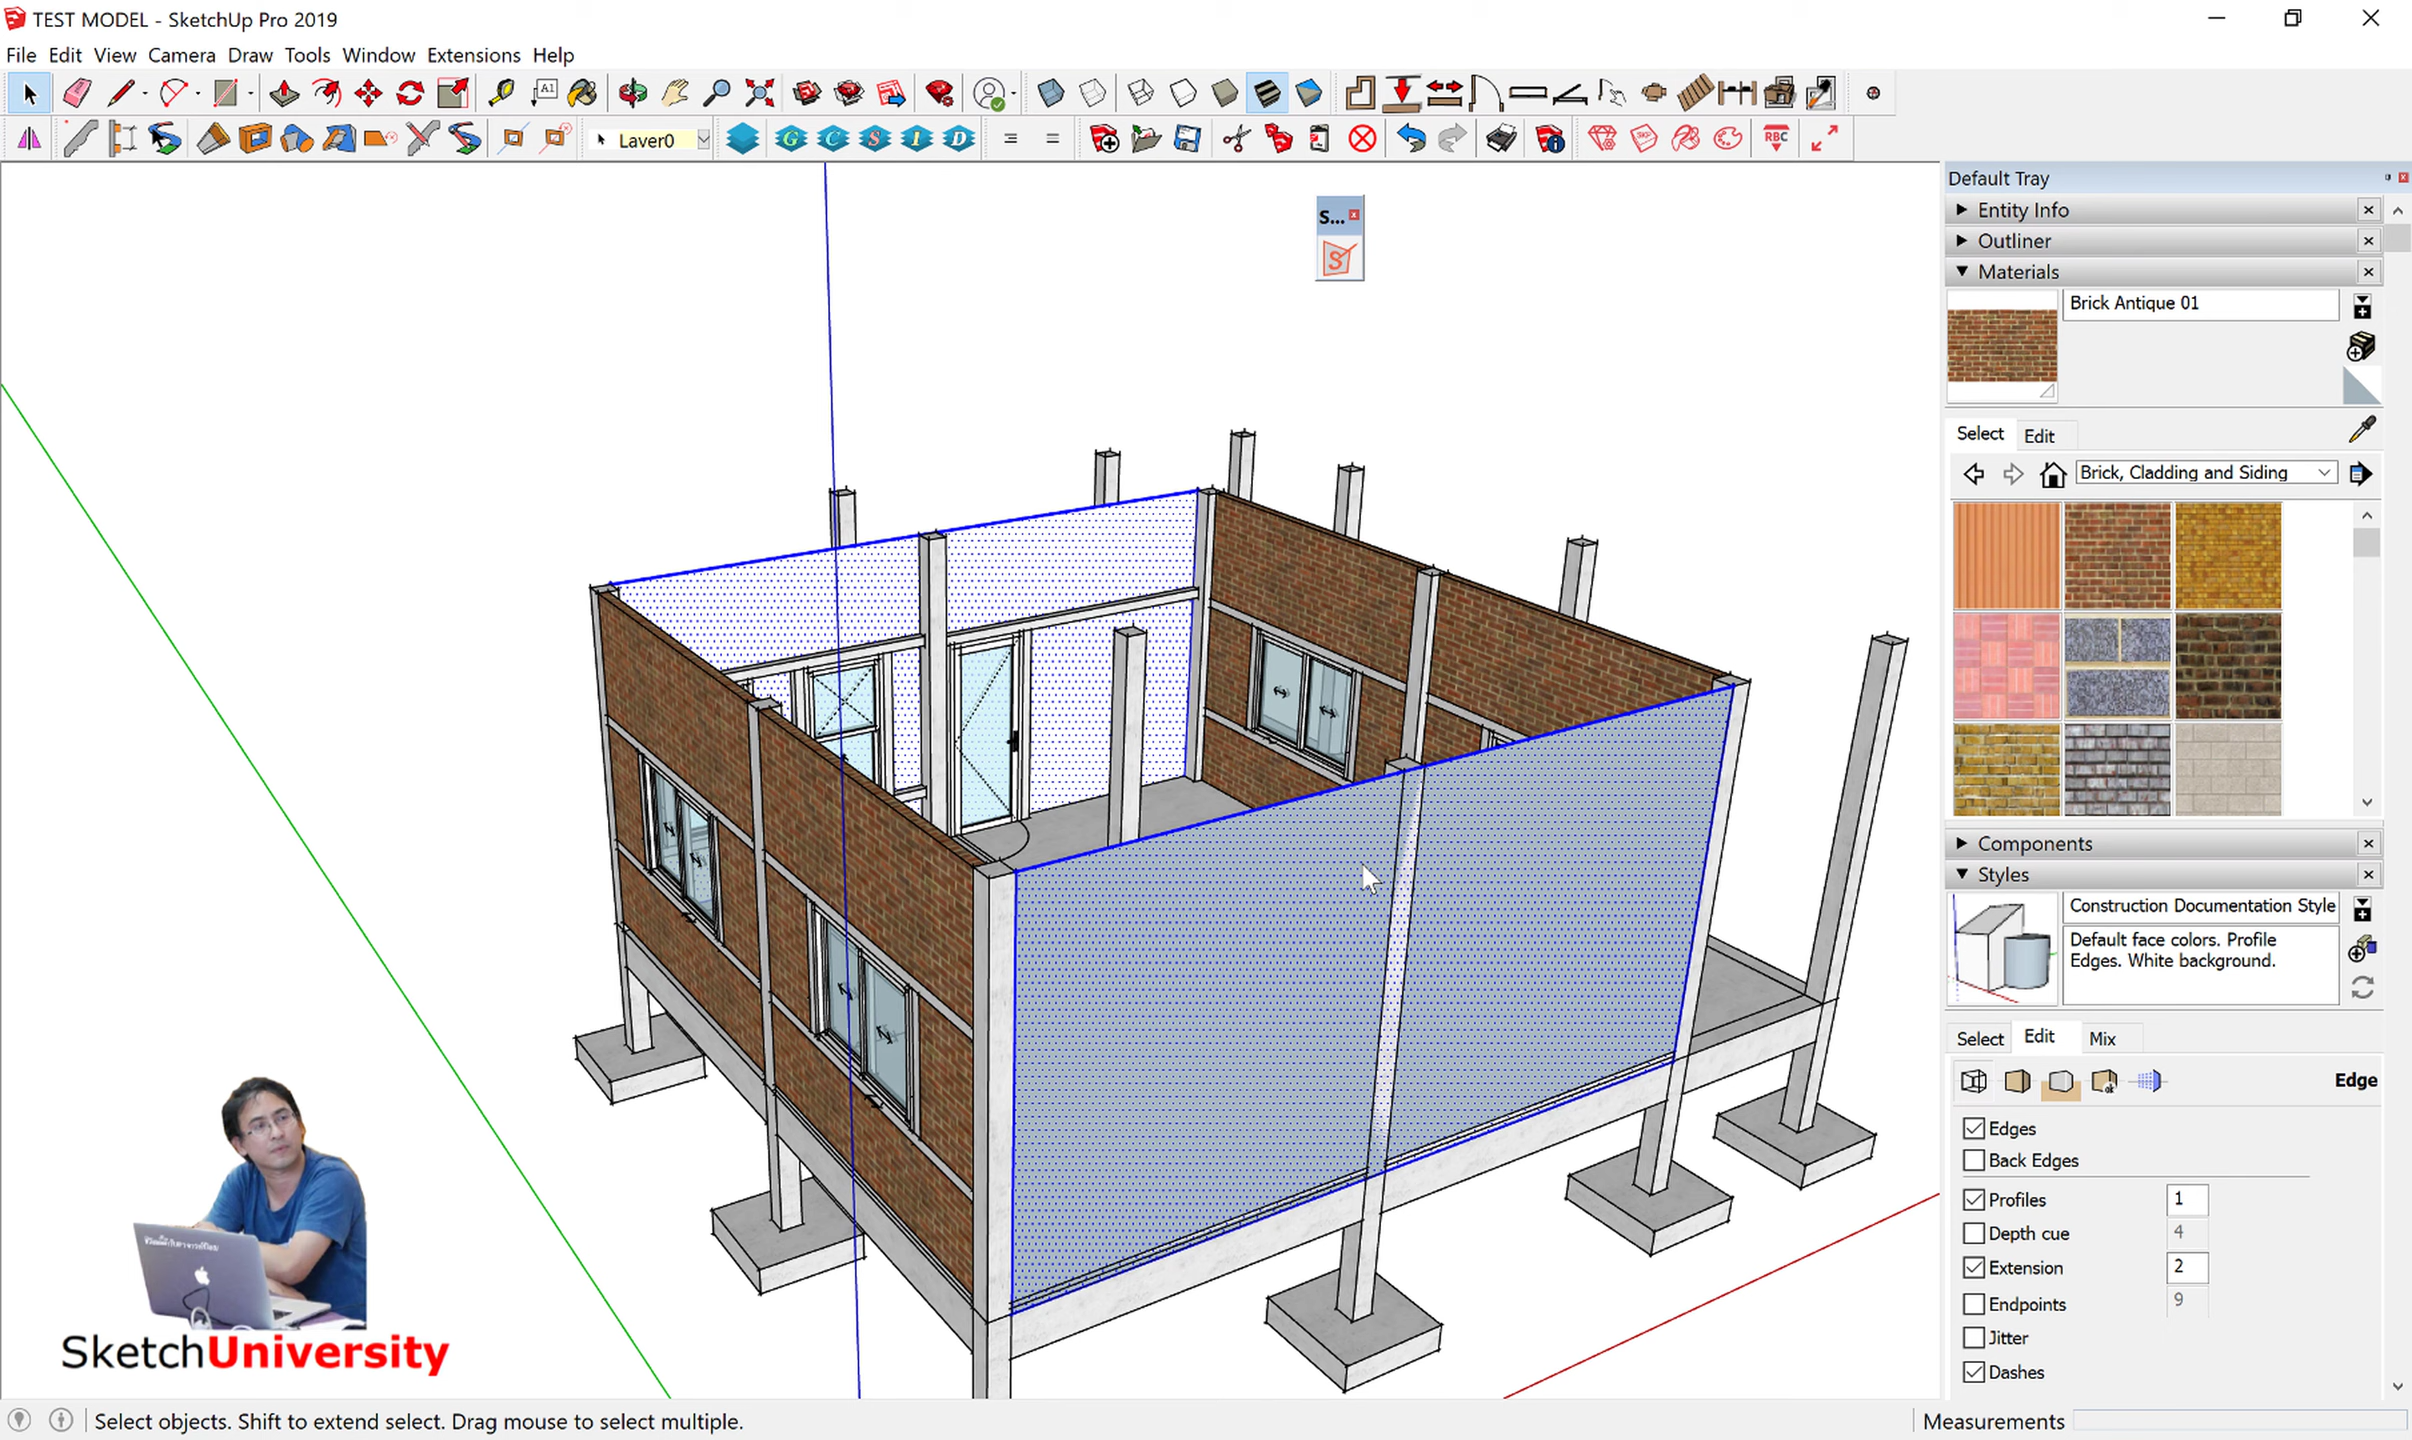 TEST MODEL - SketchUp Pro 2019
File Edit View Camera Draw Tools Window Extensions Help
A1
Layer0
G C S 1 D
RBC
S...
S
Default Tray
Entity Info
Outliner
Materials
Brick Antique 01
Select Edit
Brick, Cladding and Siding
Components
Styles
Construction Documentation Style
Default face colors. Profile
Edges. White background.
Select Edit Mix
Edge
Edges
Back Edges
Profiles 1
Depth cue 4
Extension 2
Endpoints 9
Jitter
Dashes
SketchUniversity
Select objects. Shift to extend select. Drag mouse to select multiple.
Measurements